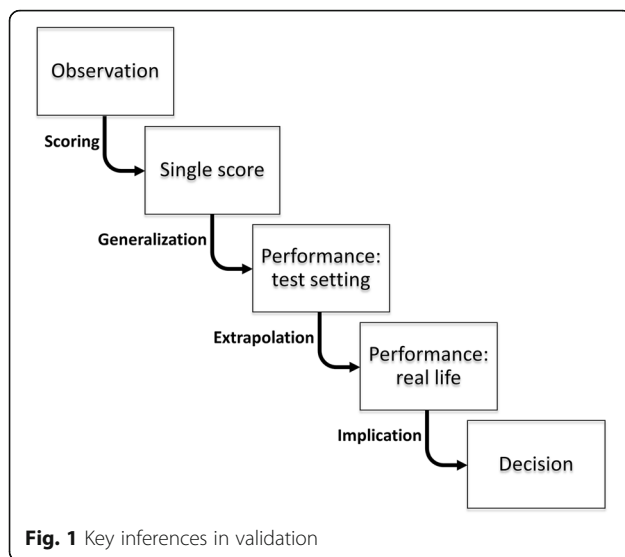 Observation
Scoring
Single score
Generalization
Performance:
test setting
Extrapolation
Performance:
real life
Implication
Decision
Fig. 1 Key inferences in validation